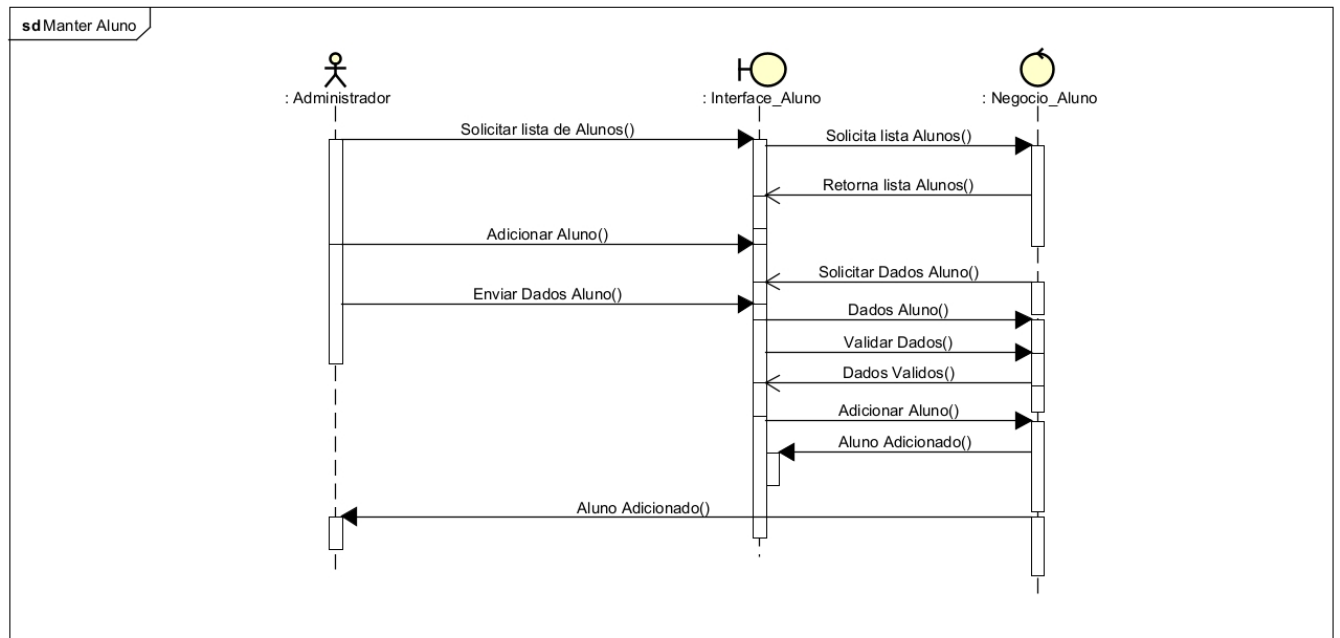 sd Manter Aluno
: Administrador
: Interface_Aluno
: Negocio_Aluno
Solicitar lista de Alunos()
Solicita lista Alunos()
Retorna lista Alunos()
Adicionar Aluno()
Solicitar Dados Aluno()
Enviar Dados Aluno()
Dados Aluno()
Validar Dados()
Dados Validos()
Adicionar Aluno()
Aluno Adicionado()
Aluno Adicionado()